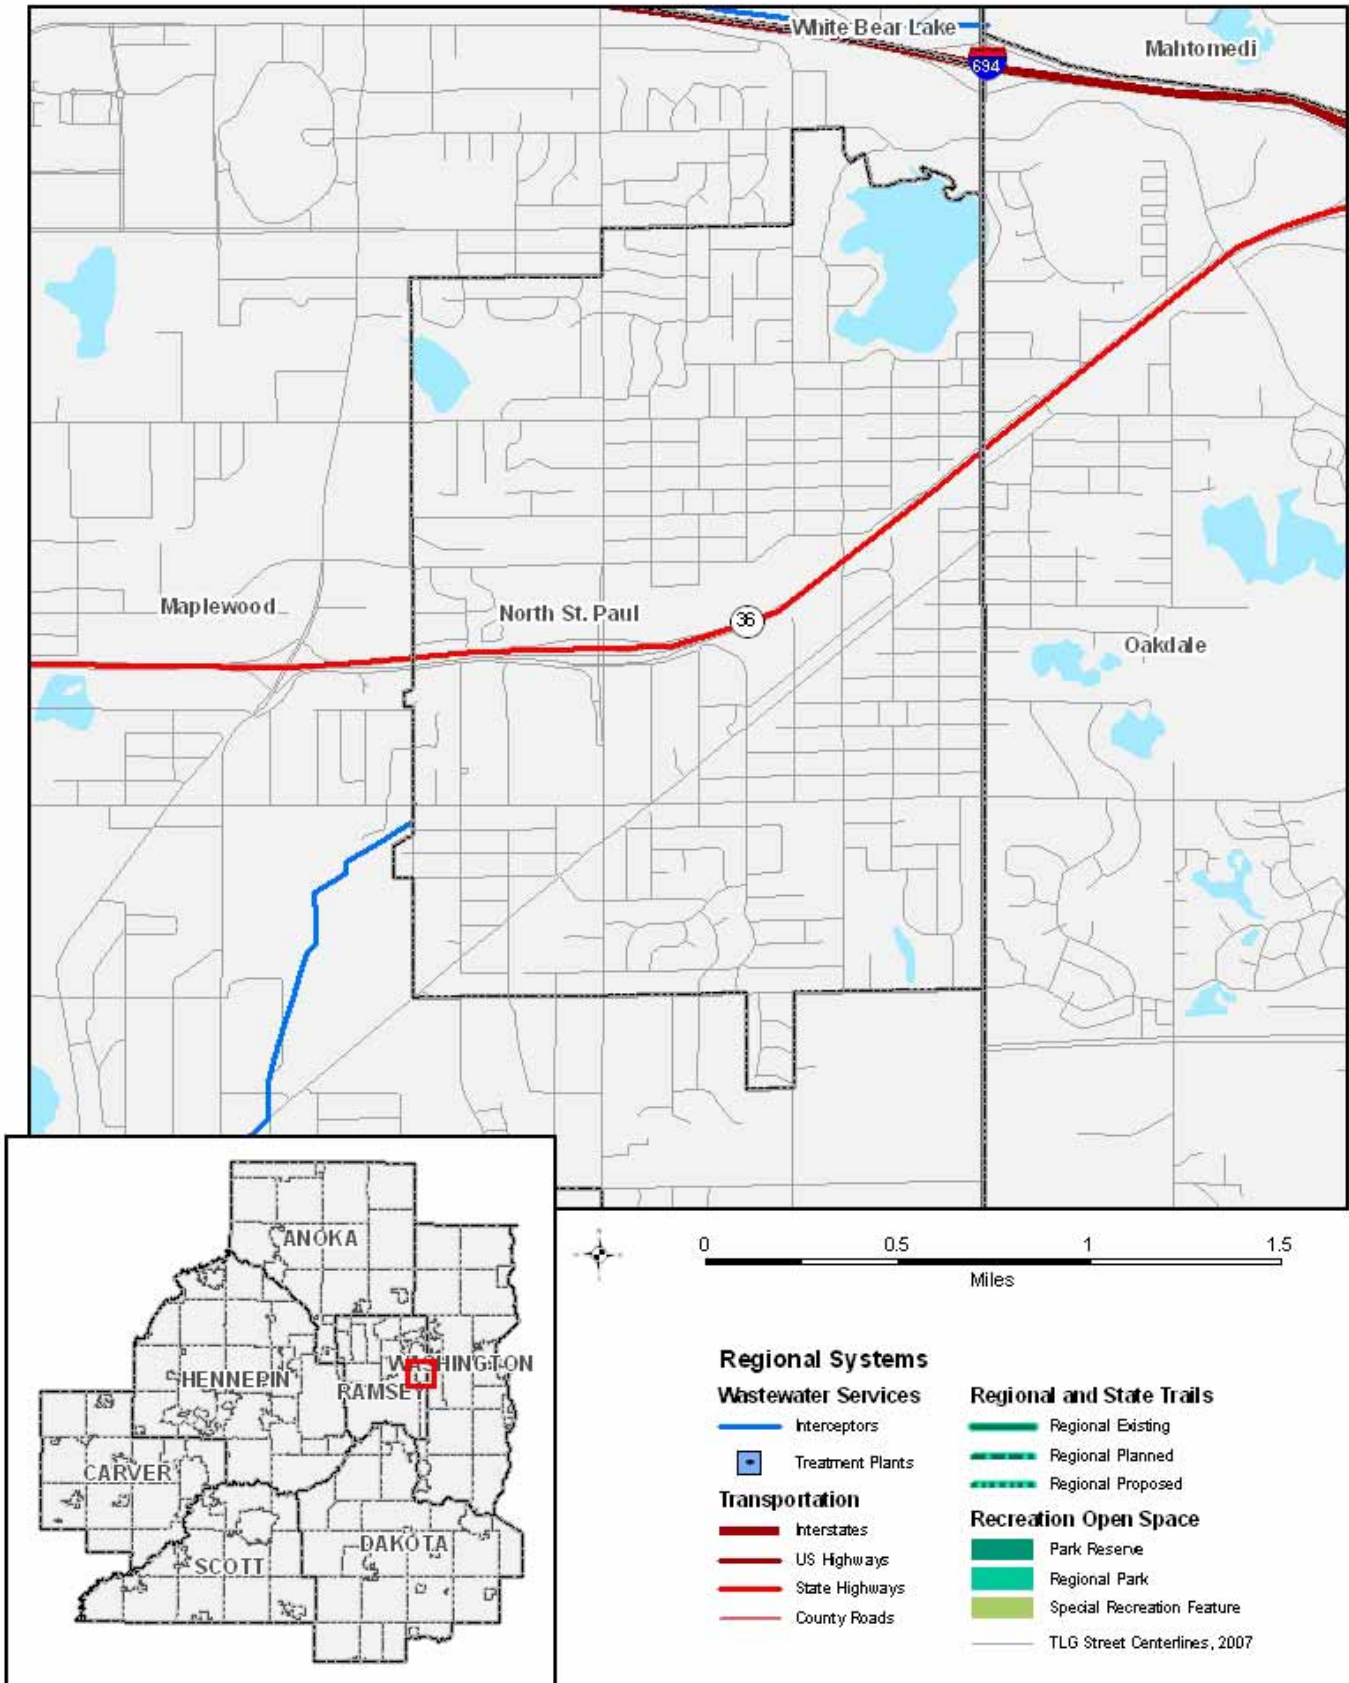 White Bear Lake
Mahtomedi
694
Maplewood
North St. Paul
36
Oakdale
ANOKA
WASHINGTON
HENNEPIN
RAMSEY
CARVER
DAKOTA
SCOTT
0 0.5 1 1.5
Miles
Regional Systems
Wastewater Services
Interceptors
Treatment Plants
Transportation
Interstates
US Highways
State Highways
County Roads
Regional and State Trails
Regional Existing
Regional Planned
Regional Proposed
Recreation Open Space
Park Reserve
Regional Park
Special Recreation Feature
TLG Street Centerlines, 2007